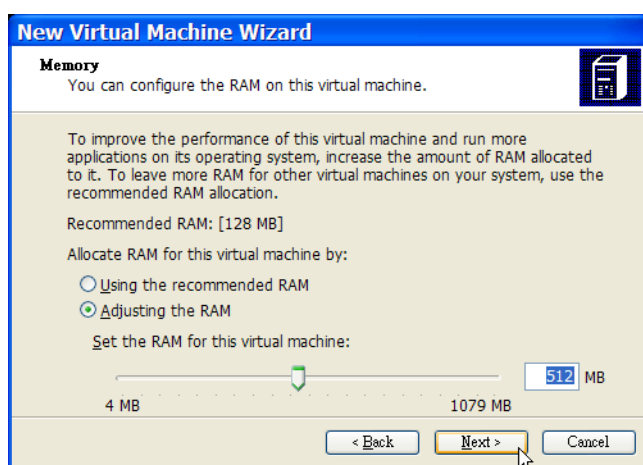 New Virtual Machine Wizard
Memory
You can configure the RAM on this virtual machine.
To improve the performance of this virtual machine and run more
applications on its operating system, increase the amount of RAM allocated
to it. To leave more RAM for other virtual machines on your system, use the
recommended RAM allocation.
Recommended RAM: [128 MB]
Allocate RAM for this virtual machine by:
Using the recommended RAM
Adjusting the RAM
Set the RAM for this virtual machine:
512 MB
4 MB 1079 MB
< Back Next > Cancel